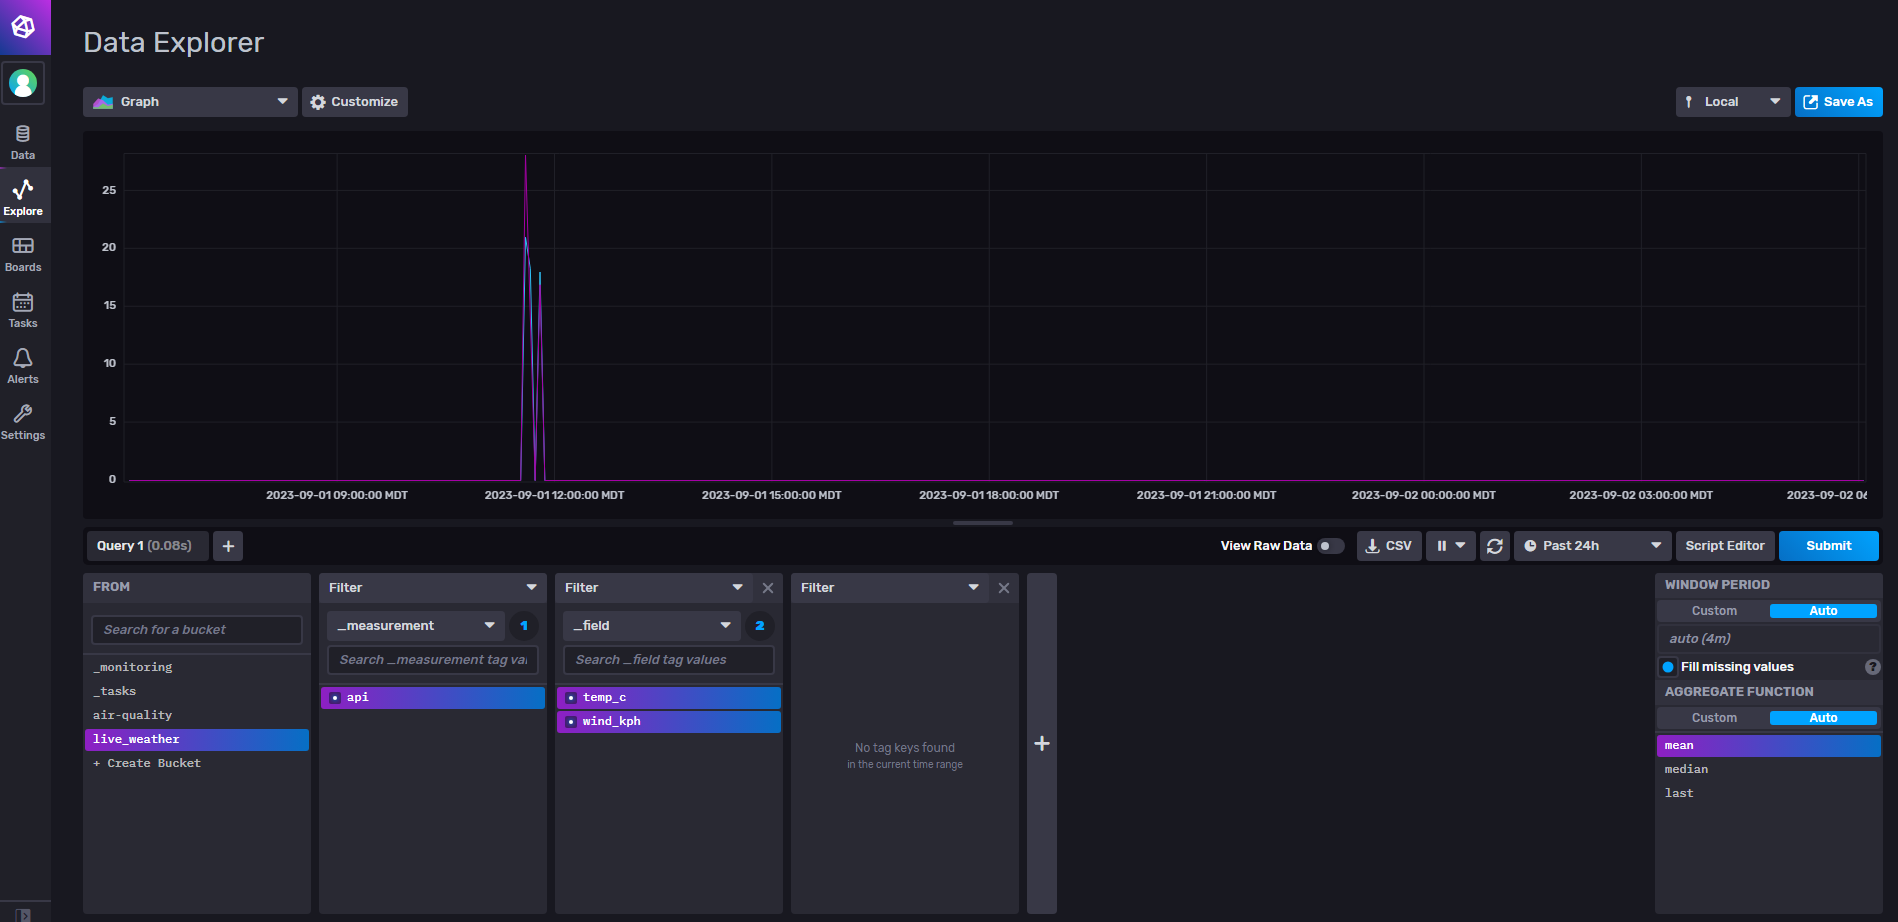 Data Explorer
Graph
Customize
Local
Save As
Data
Explore
Boards
Tasks
Alerts
Settings
25
20
15
10
5
0
2023-09-01 09:00:00 MDT
2023-09-01 12:00:00 MDT
2023-09-01 15:00:00 MDT
2023-09-01 18:00:00 MDT
2023-09-01 21:00:00 MDT
2023-09-02 00:00:00 MDT
2023-09-02 03:00:00 MDT
2023-09-02 06
Query 1 (0.08s)
+
View Raw Data
CSV
Past 24h
Script Editor
Submit
FROM
Search for a bucket
_monitoring
_tasks
air-quality
live_weather
+ Create Bucket
Filter
_measurement
1
Search _measurement tag val
api
Filter
_field
2
Search _field tag values
temp_c
wind_kph
Filter
No tag keys found
in the current time range
+
WINDOW PERIOD
Custom
Auto
auto (4m)
Fill missing values
?
AGGREGATE FUNCTION
Custom
Auto
mean
median
last